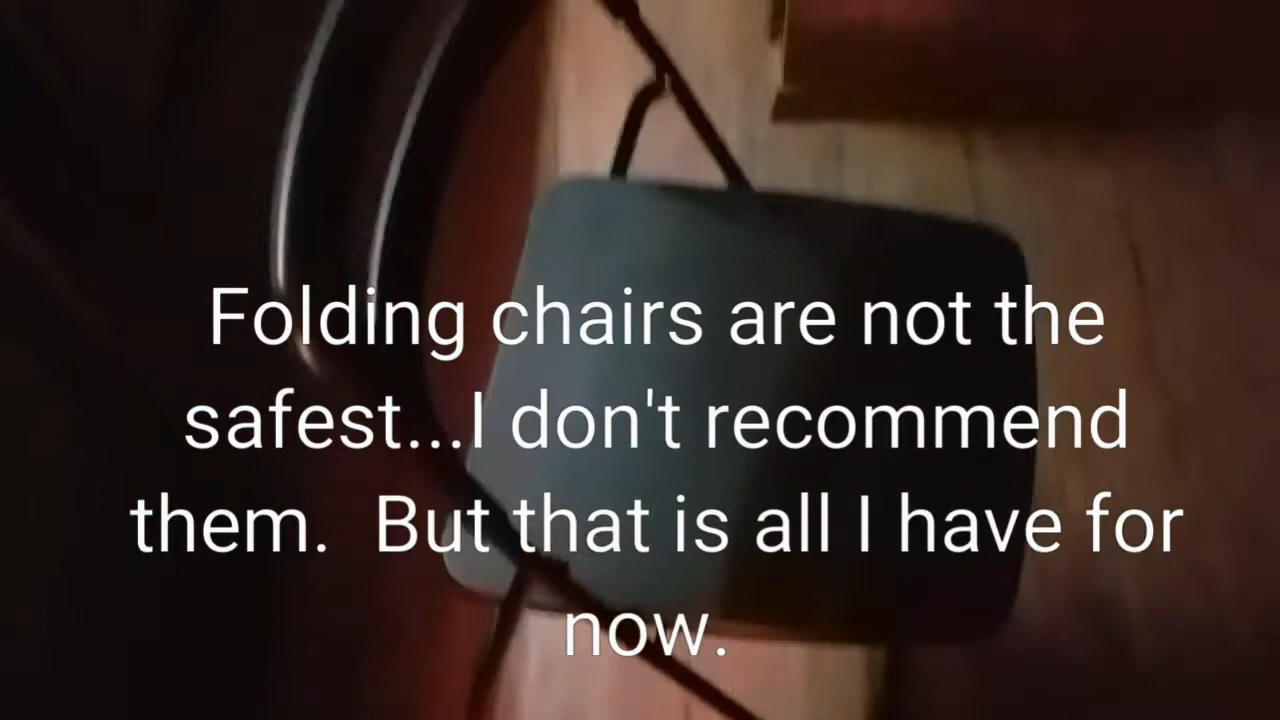 Folding chairs are not the
safest...I don't recommend
them.  But that is all I have for
now.